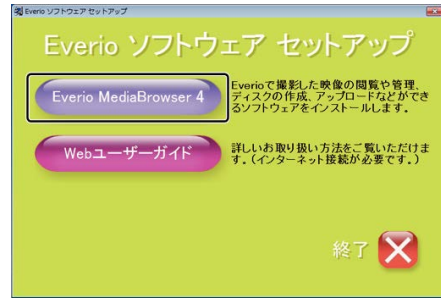 Everio ソフトウェア セットアップ
Everio ソフトウェア セットアップ
Everio MediaBrowser 4
Everioで撮影した映像の閲覧や管理、
ディスクの作成、アップロードなどができ
るソフトウェアをインストールします。
Webユーザーガイド
詳しいお取り扱い方法をご覧いただけま
す。(インターネット接続が必要です。)
終了